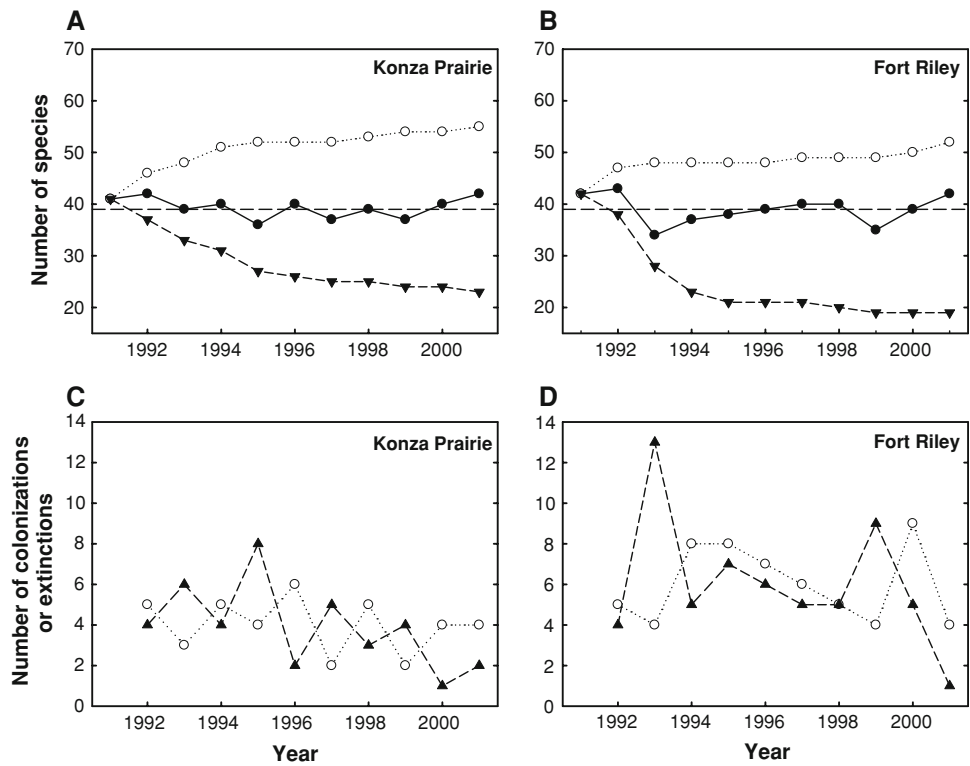 A
B
Konza Prairie
Fort Riley
70
60
50
40
30
20
70
60
50
40
30
20
Number of species
1992 1994 1996 1998 2000
1992 1994 1996 1998 2000
C
D
Konza Prairie
Fort Riley
14
12
10
8
6
4
2
0
14
12
10
8
6
4
2
0
Number of colonizations
or extinctions
1992 1994 1996 1998 2000
1992 1994 1996 1998 2000
Year
Year